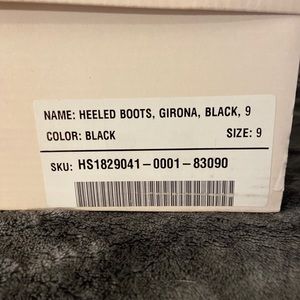 NAME: HEELED BOOTS, GIRONA, BLACK, 9
COLOR: BLACK SIZE: 9
SKU: HS1829041-0001-83090